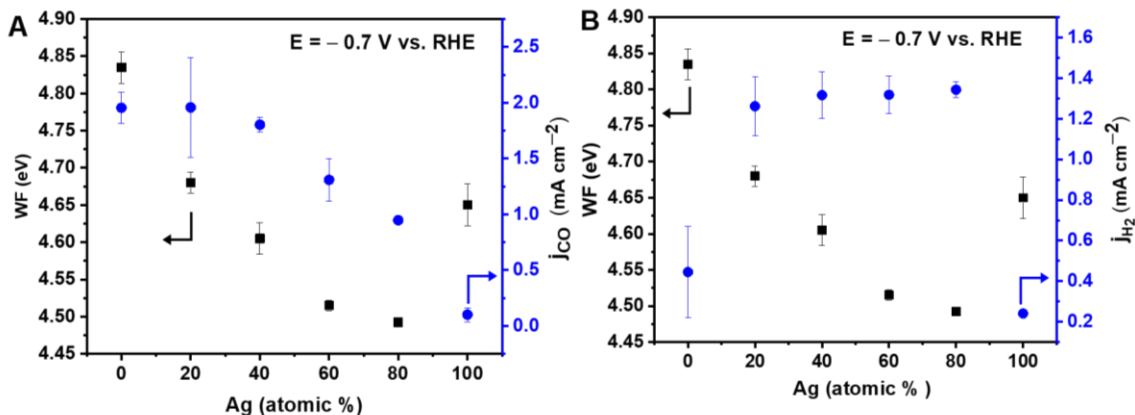 A
E = – 0.7 V vs. RHE
WF (eV)
4.90
4.85
4.80
4.75
4.70
4.65
4.60
4.55
4.50
4.45
2.5
2.0
1.5
1.0
0.5
0.0
jCO (mA cm−2)
0 20 40 60 80 100
Ag (atomic %)
B
E = – 0.7 V vs. RHE
WF (eV)
4.90
4.85
4.80
4.75
4.70
4.65
4.60
4.55
4.50
4.45
1.6
1.4
1.2
1.0
0.8
0.6
0.4
0.2
jH2 (mA cm−2)
0 20 40 60 80 100
Ag (atomic % )